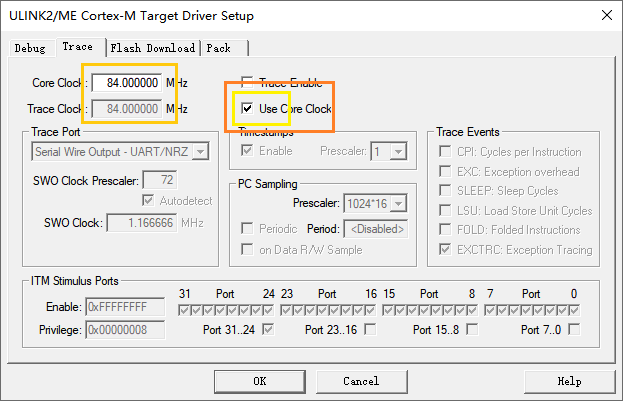 ULINK2/ME Cortex-M Target Driver Setup
Debug Trace Flash Download Pack
Core Clock: 84.000000 MHz Trace Enable
Trace Clock: 84.000000 MHz Use Core Clock
Trace Port Timestamps Trace Events
Serial Wire Output - UART/NRZ Enable Prescaler: 1 CPI: Cycles per Instruction
EXC: Exception overhead
SWO Clock Prescaler: 72 PC Sampling SLEEP: Sleep Cycles
Autodetect Prescaler: 1024*16 LSU: Load Store Unit Cycles
SWO Clock: 1.166666 MHz Periodic Period: <Disabled> FOLD: Folded Instructions
on Data R/W Sample EXCTRC: Exception Tracing
ITM Stimulus Ports
31 Port 24 23 Port 16 15 Port 8 7 Port 0
Enable: 0xFFFFFFFF
Privilege: 0x00000008 Port 31..24 Port 23..16 Port 15..8 Port 7..0
OK Cancel Help